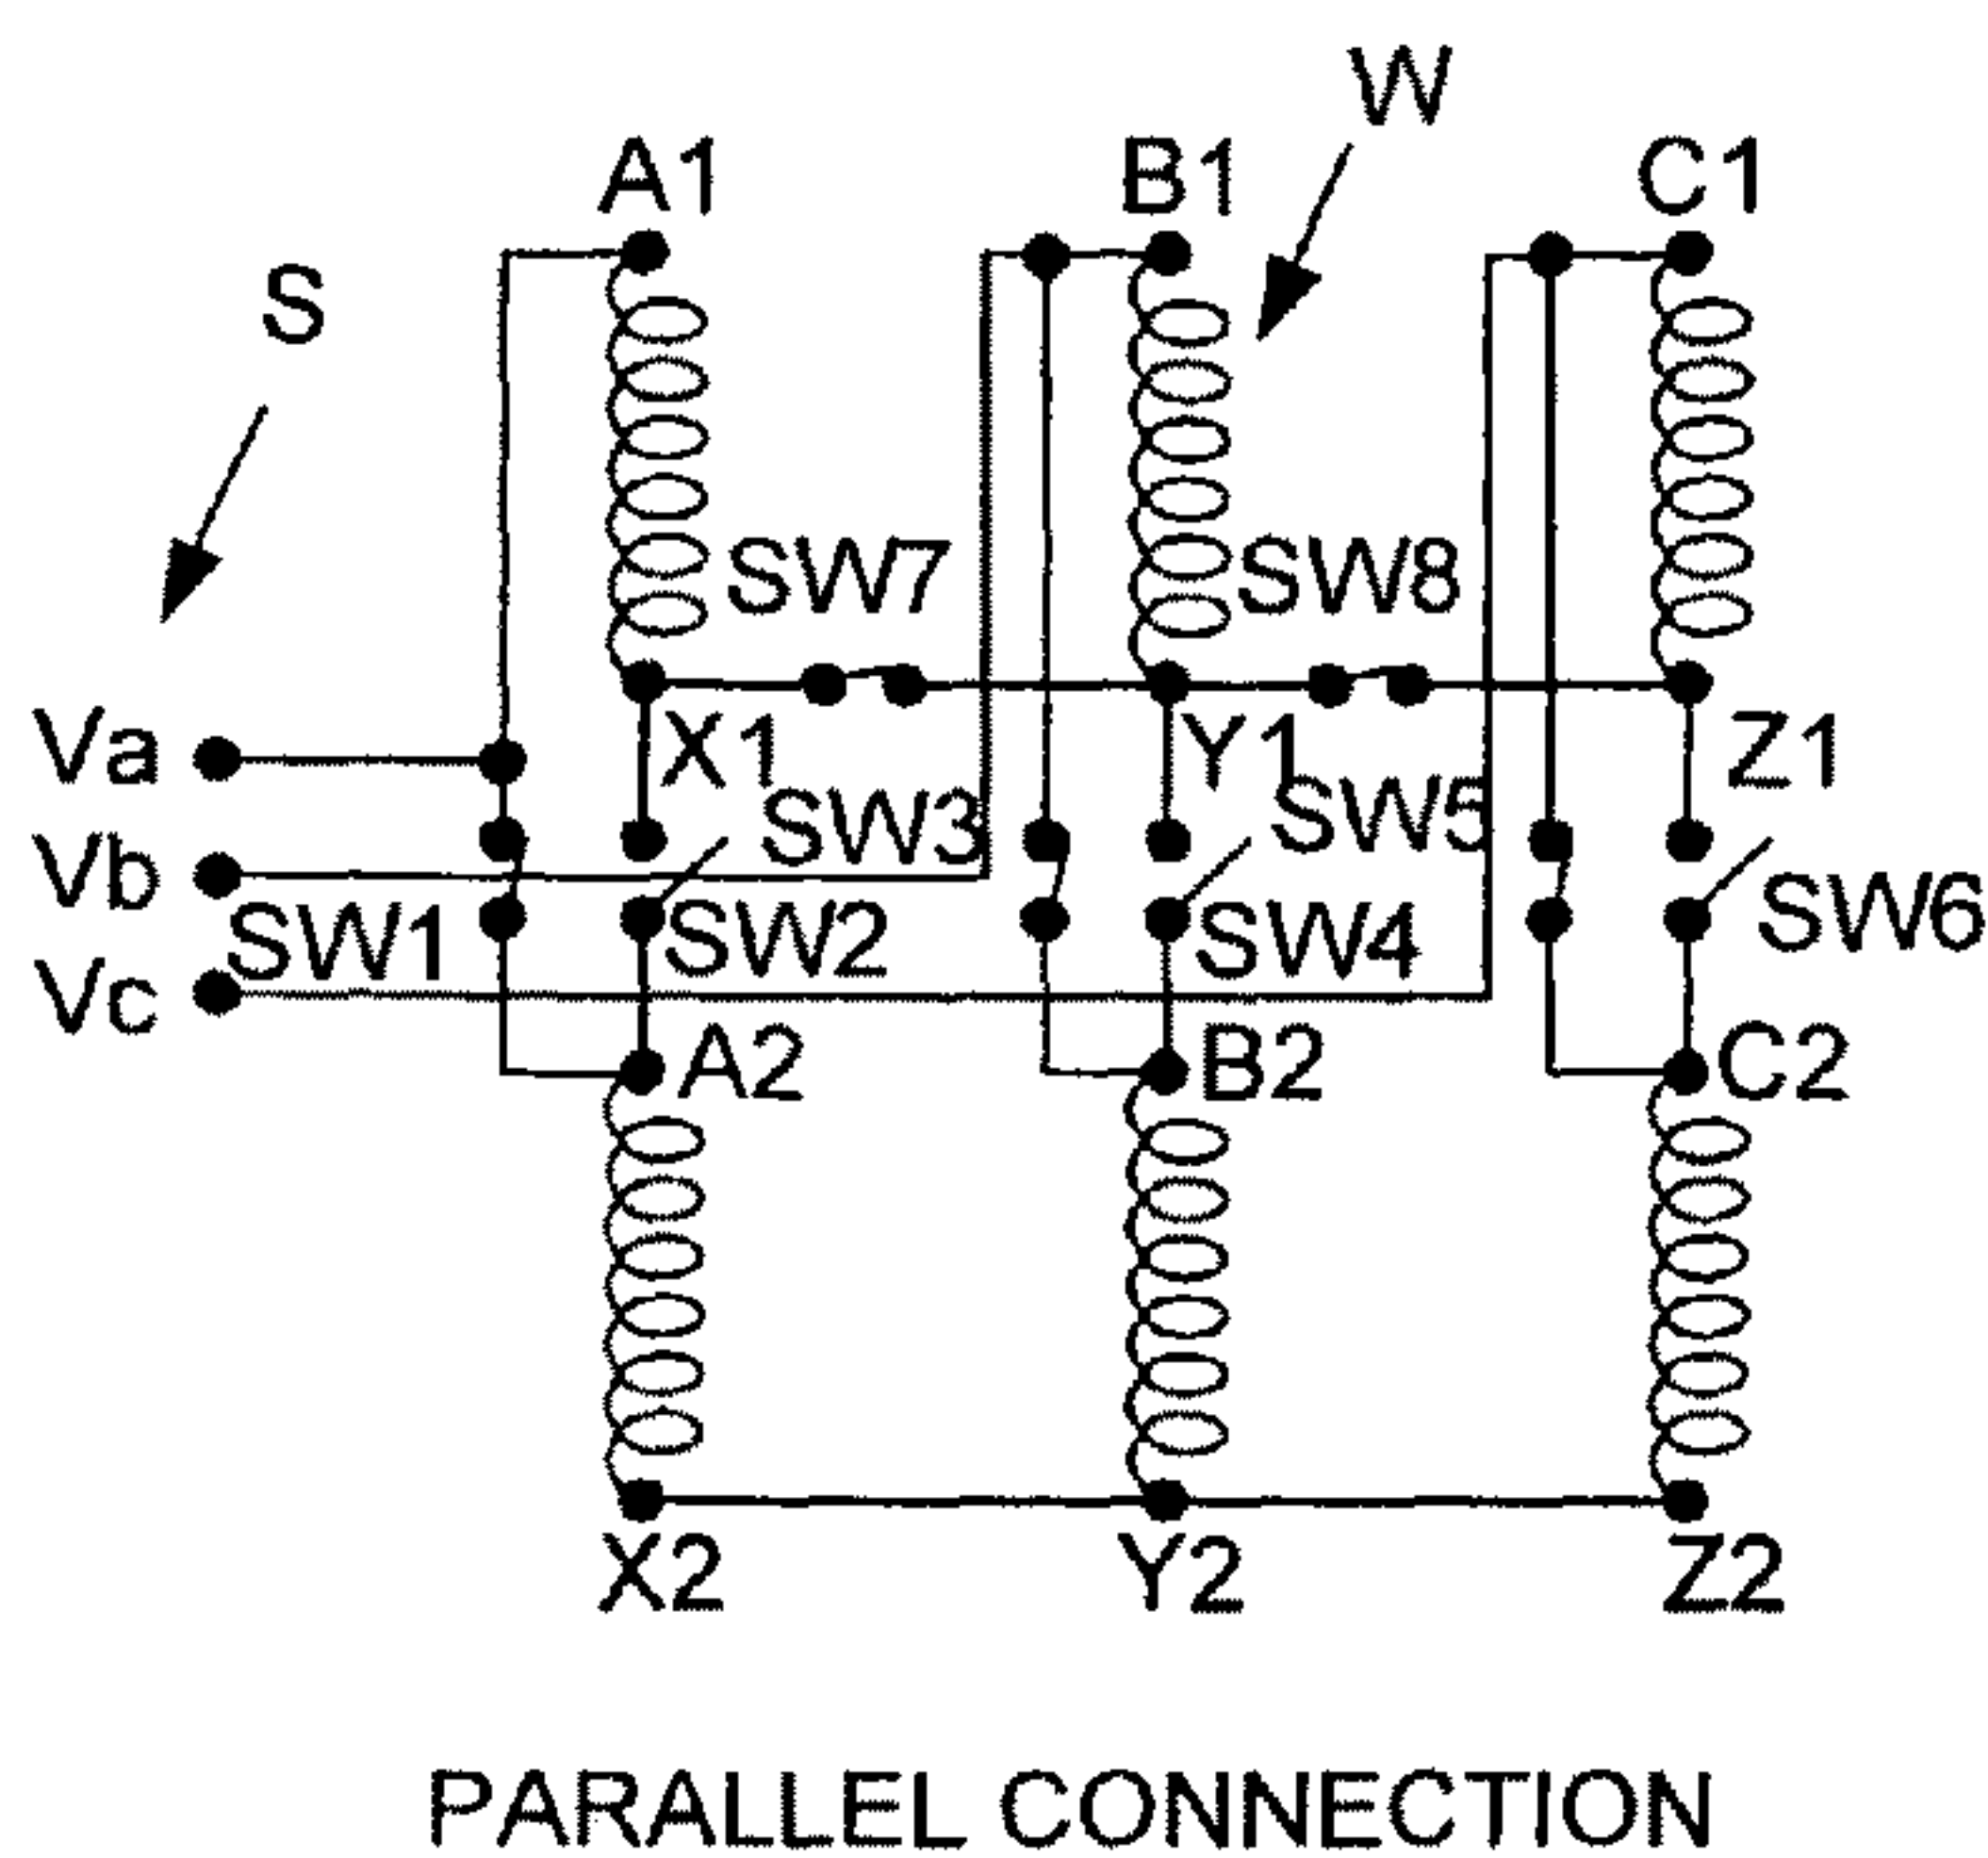 W
A1 B1 C1
S
SW7 SW8
Va X1 Y1 Z1
SW3 SW5
Vb
SW1 SW2 SW4 SW6
Vc
A2 B2 C2
X2 Y2 Z2
PARALLEL CONNECTION